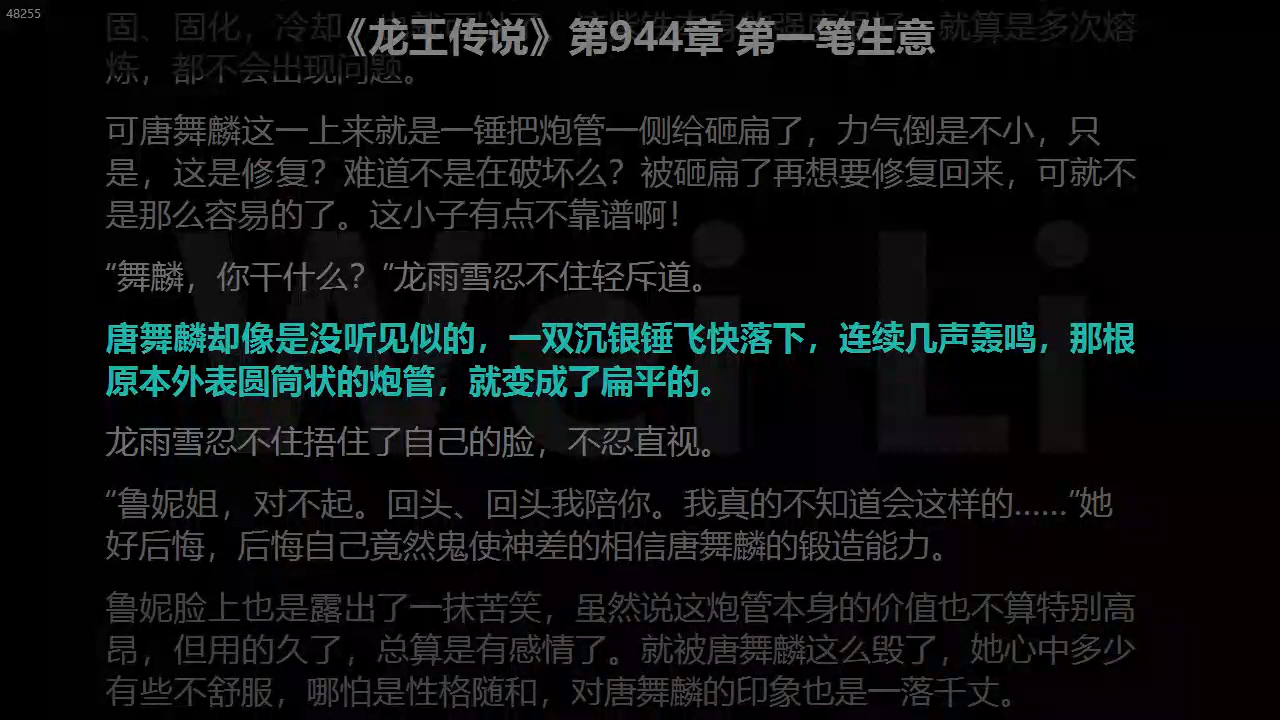 48255
《龙王传说》第944章 第一笔生意
固、固化，冷却
就算是多次熔
炼，都不会出现问题。
可唐舞麟这一上来就是一锤把炮管一侧给砸扁了，力气倒是不小，只
是，这是修复？难道不是在破坏么？被砸扁了再想要修复回来，可就不
是那么容易的了。这小子有点不靠谱啊！
“舞麟，你干什么？”龙雨雪忍不住轻斥道。
唐舞麟却像是没听见似的，一双沉银锤飞快落下，连续几声轰鸣，那根
原本外表圆筒状的炮管，就变成了扁平的。
龙雨雪忍不住捂住了自己的脸，不忍直视。
“鲁妮姐，对不起。回头、回头我陪你。我真的不知道会这样的……”她
好后悔，后悔自己竟然鬼使神差的相信唐舞麟的锻造能力。
鲁妮脸上也是露出了一抹苦笑，虽然说这炮管本身的价值也不算特别高
昂，但用的久了，总算是有感情了。就被唐舞麟这么毁了，她心中多少
有些不舒服，哪怕是性格随和，对唐舞麟的印象也是一落千丈。
Wei Li